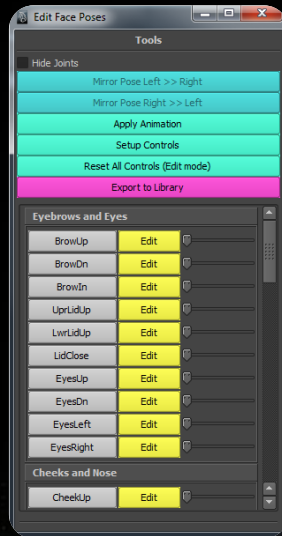 Edit Face Poses
Tools
Hide Joints
Mirror Pose Left >> Right
Mirror Pose Right >> Left
Apply Animation
Setup Controls
Reset All Controls (Edit mode)
Export to Library
Eyebrows and Eyes
BrowUp Edit
BrowDn Edit
BrowIn Edit
UprLidUp Edit
LwrLidUp Edit
LidClose Edit
EyesUp Edit
EyesDn Edit
EyesLeft Edit
EyesRight Edit
Cheeks and Nose
CheekUp Edit